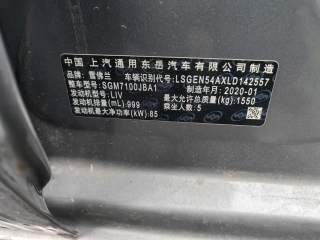 中国 上汽通用东岳汽车有限公司制造
品牌:雪佛兰 车辆识别代号:LSGEN54AXLD142557
整车型号:SGM7100JBA1 制造年月:2020-01
发动机型号:LIV 最大允许总质量(kg):1550
发动机排量(mL):999 乘坐人数:5
发动机最大净功率(kW):85